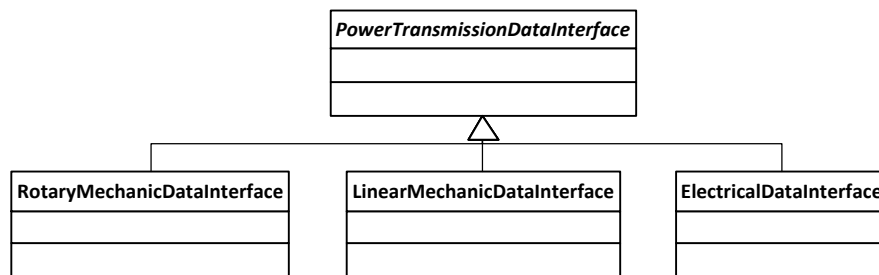 PowerTransmissionDataInterface
RotaryMechanicDataInterface
LinearMechanicDataInterface
ElectricalDataInterface